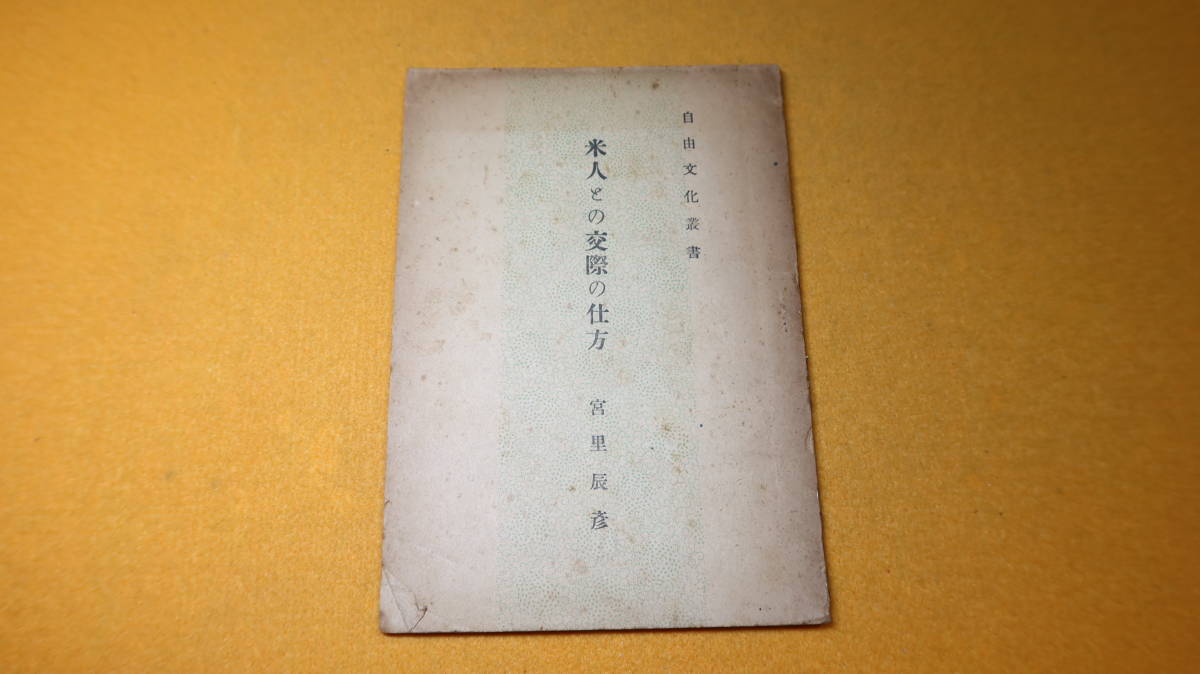 自由文化叢書
米人との交際の仕方
宮里辰彦